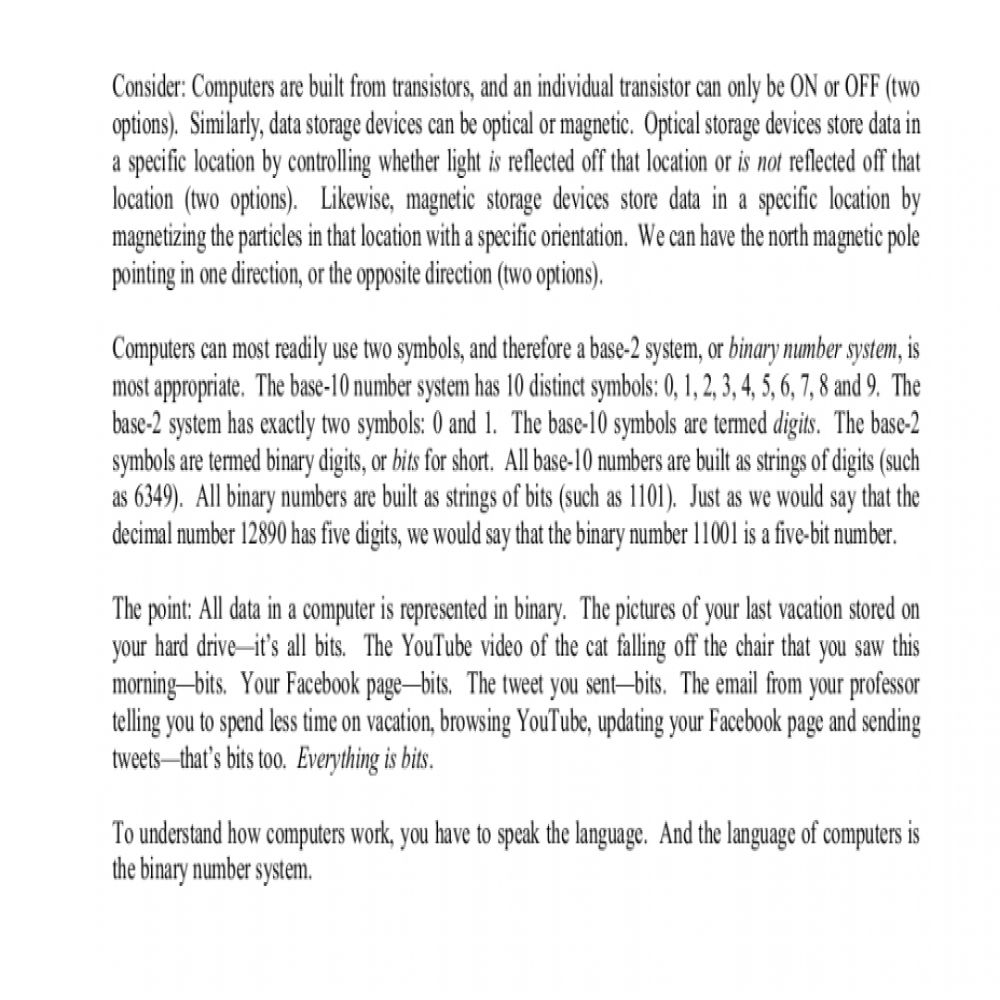 Consider: Computers are built from transistors, and an individual transistor can only be ON or OFF (two
options). Similarly, data storage devices can be optical or magnetic. Optical storage devices store data in
a specific location by controlling whether light is reflected off that location or is not reflected off that
location (two options). Likewise, magnetic storage devices store data in a specific location by
magnetizing the particles in that location with a specific orientation. We can have the north magnetic pole
pointing in one direction, or the opposite direction (two options).

Computers can most readily use two symbols, and therefore a base-2 system, or binary number system, is
most appropriate. The base-10 number system has 10 distinct symbols: 0, 1, 2, 3, 4, 5, 6, 7, 8 and 9. The
base-2 system has exactly two symbols: 0 and 1. The base-10 symbols are termed digits. The base-2
symbols are termed binary digits, or bits for short. All base-10 numbers are built as strings of digits (such
as 6349). All binary numbers are built as strings of bits (such as 1101). Just as we would say that the
decimal number 12890 has five digits, we would say that the binary number 11001 is a five-bit number.

The point: All data in a computer is represented in binary. The pictures of your last vacation stored on
your hard drive—it's all bits. The YouTube video of the cat falling off the chair that you saw this
morning—bits. Your Facebook page—bits. The tweet you sent—bits. The email from your professor
telling you to spend less time on vacation, browsing YouTube, updating your Facebook page and sending
tweets—that's bits too. Everything is bits.

To understand how computers work, you have to speak the language. And the language of computers is
the binary number system.